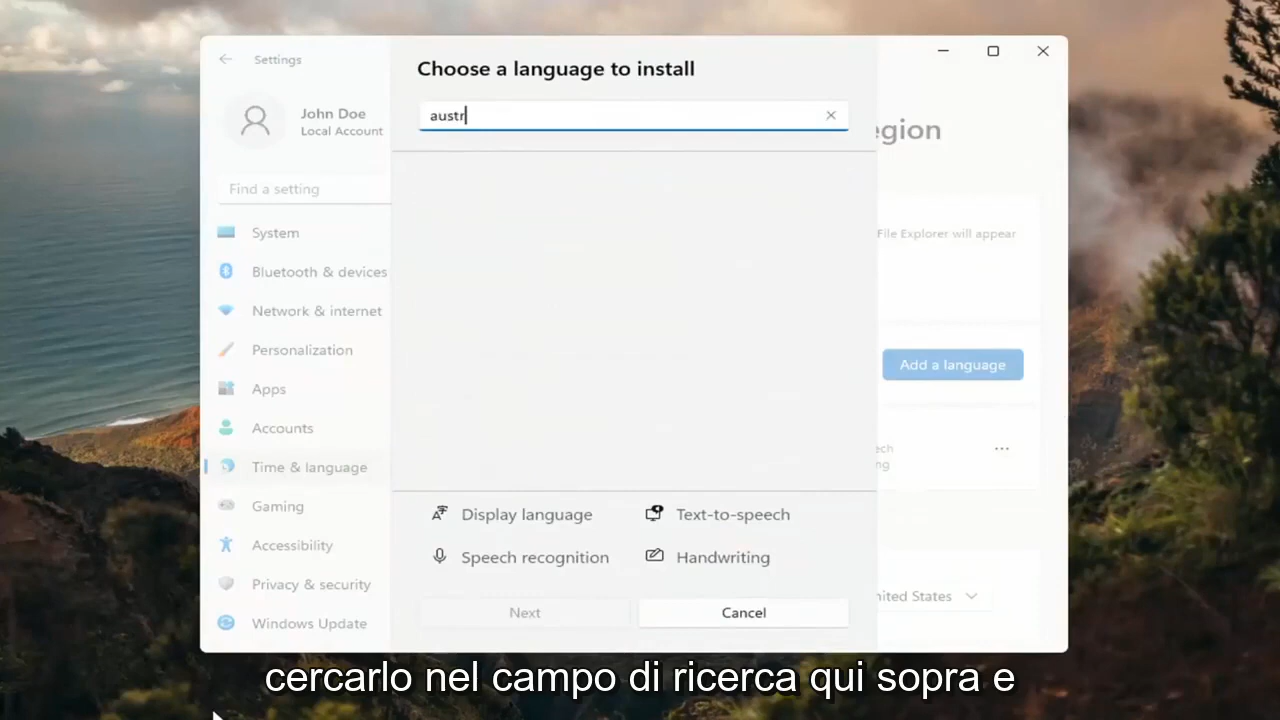 Settings
John Doe
Local Account
Find a setting
System
Bluetooth & devices
Network & internet
Personalization
Apps
Accounts
Time & language
Gaming
Accessibility
Privacy & security
Windows Update
Choose a language to install
austr
Display language
Text-to-speech
Speech recognition
Handwriting
Next
Cancel
egion
File Explorer will appear
Add a language
ech
ng
nited States
cercarlo nel campo di ricerca qui sopra e